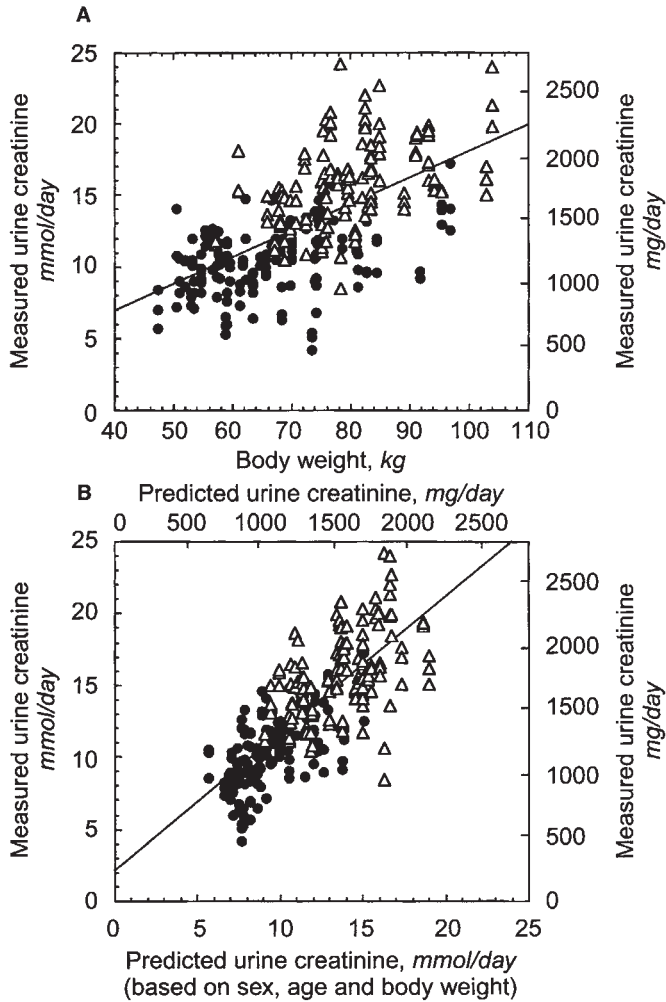 A
25
20
15
10
5
0
Measured urine creatinine
mmol/day
2500
2000
1500
1000
500
0
Measured urine creatinine
mg/day
40 50 60 70 80 90 100 110
Body weight, kg
B
Predicted urine creatinine, mg/day
0 500 1000 1500 2000 2500
25
20
15
10
5
0
Measured urine creatinine
mmol/day
2500
2000
1500
1000
500
0
Measured urine creatinine
mg/day
0 5 10 15 20 25
Predicted urine creatinine, mmol/day
(based on sex, age and body weight)